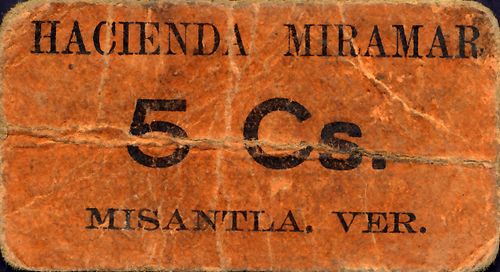 HACIENDA MIRAMAR
5 Cs.
MISANTLA, VER.